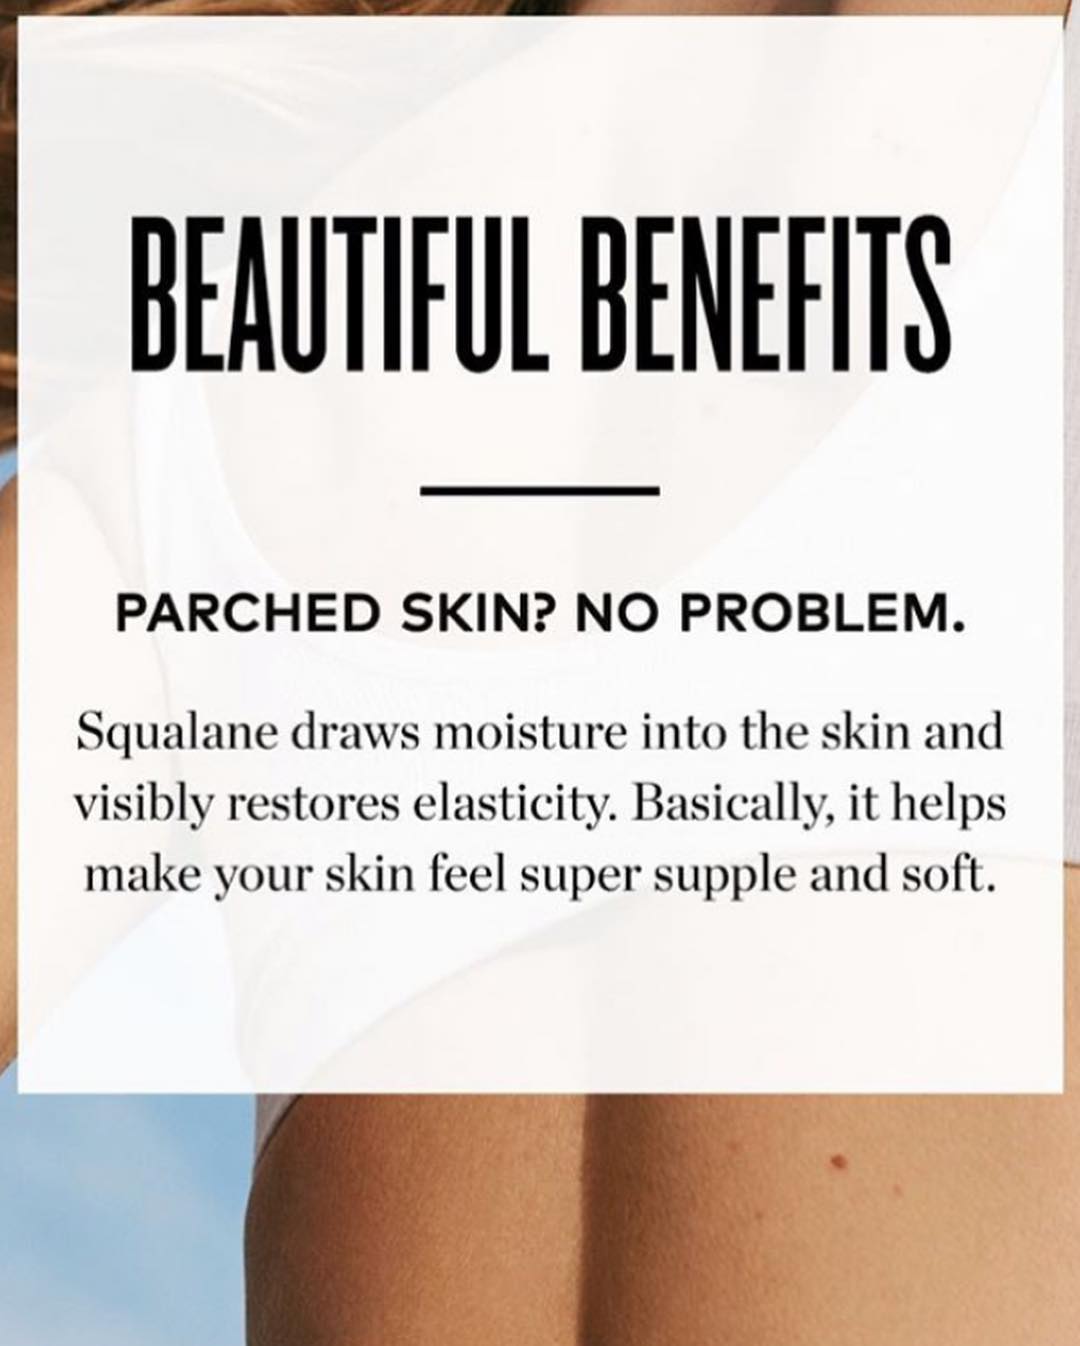 BEAUTIFUL BENEFITS
PARCHED SKIN? NO PROBLEM.
Squalane draws moisture into the skin and
visibly restores elasticity. Basically, it helps
make your skin feel super supple and soft.